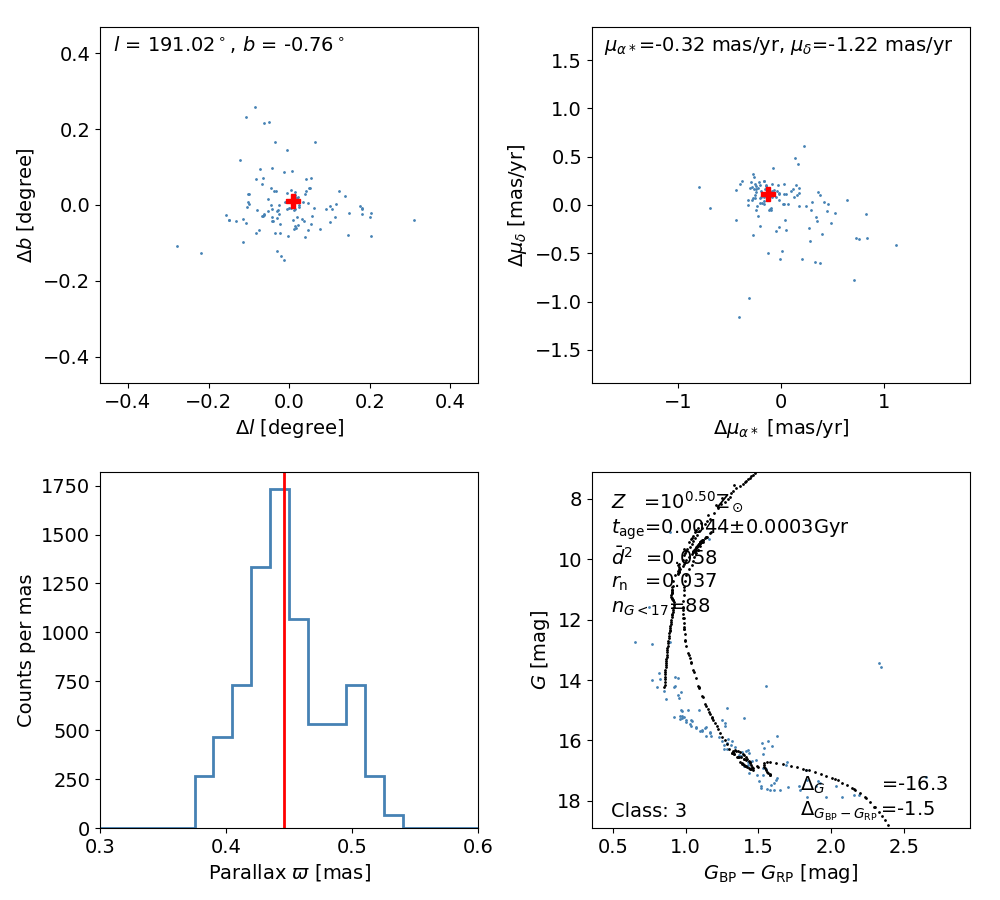 l = 191.02°, b = -0.76°
0.4
0.2
0.0
−0.2
−0.4
Δb [degree]
−0.4 −0.2 0.0 0.2 0.4
Δl [degree]
μα*=-0.32 mas/yr, μδ=-1.22 mas/yr
1.5
1.0
0.5
0.0
−0.5
−1.0
−1.5
Δμδ [mas/yr]
−1 0 1
Δμα* [mas/yr]
1750
1500
1250
1000
750
500
250
0
Counts per mas
0.3 0.4 0.5 0.6
Parallax ϖ [mas]
Z =10^0.50 Z⊙
t_age=0.0044±0.0003Gyr
d̄² =0.058
r_n =0.037
n_G<17=88
8
10
12
14
16
18
G [mag]
Δ_G =-16.3
Δ_GBP−GRP=-1.5
Class: 3
0.5 1.0 1.5 2.0 2.5
G_BP − G_RP [mag]